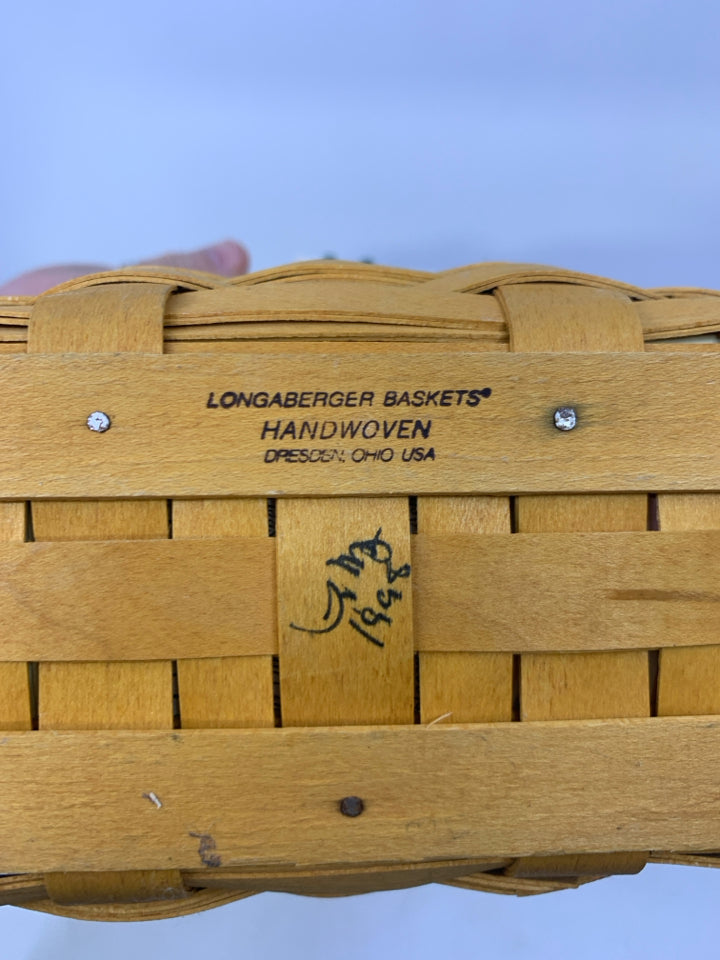 LONGABERGER BASKETS®
HANDWOVEN
DRESDEN, OHIO USA
1998